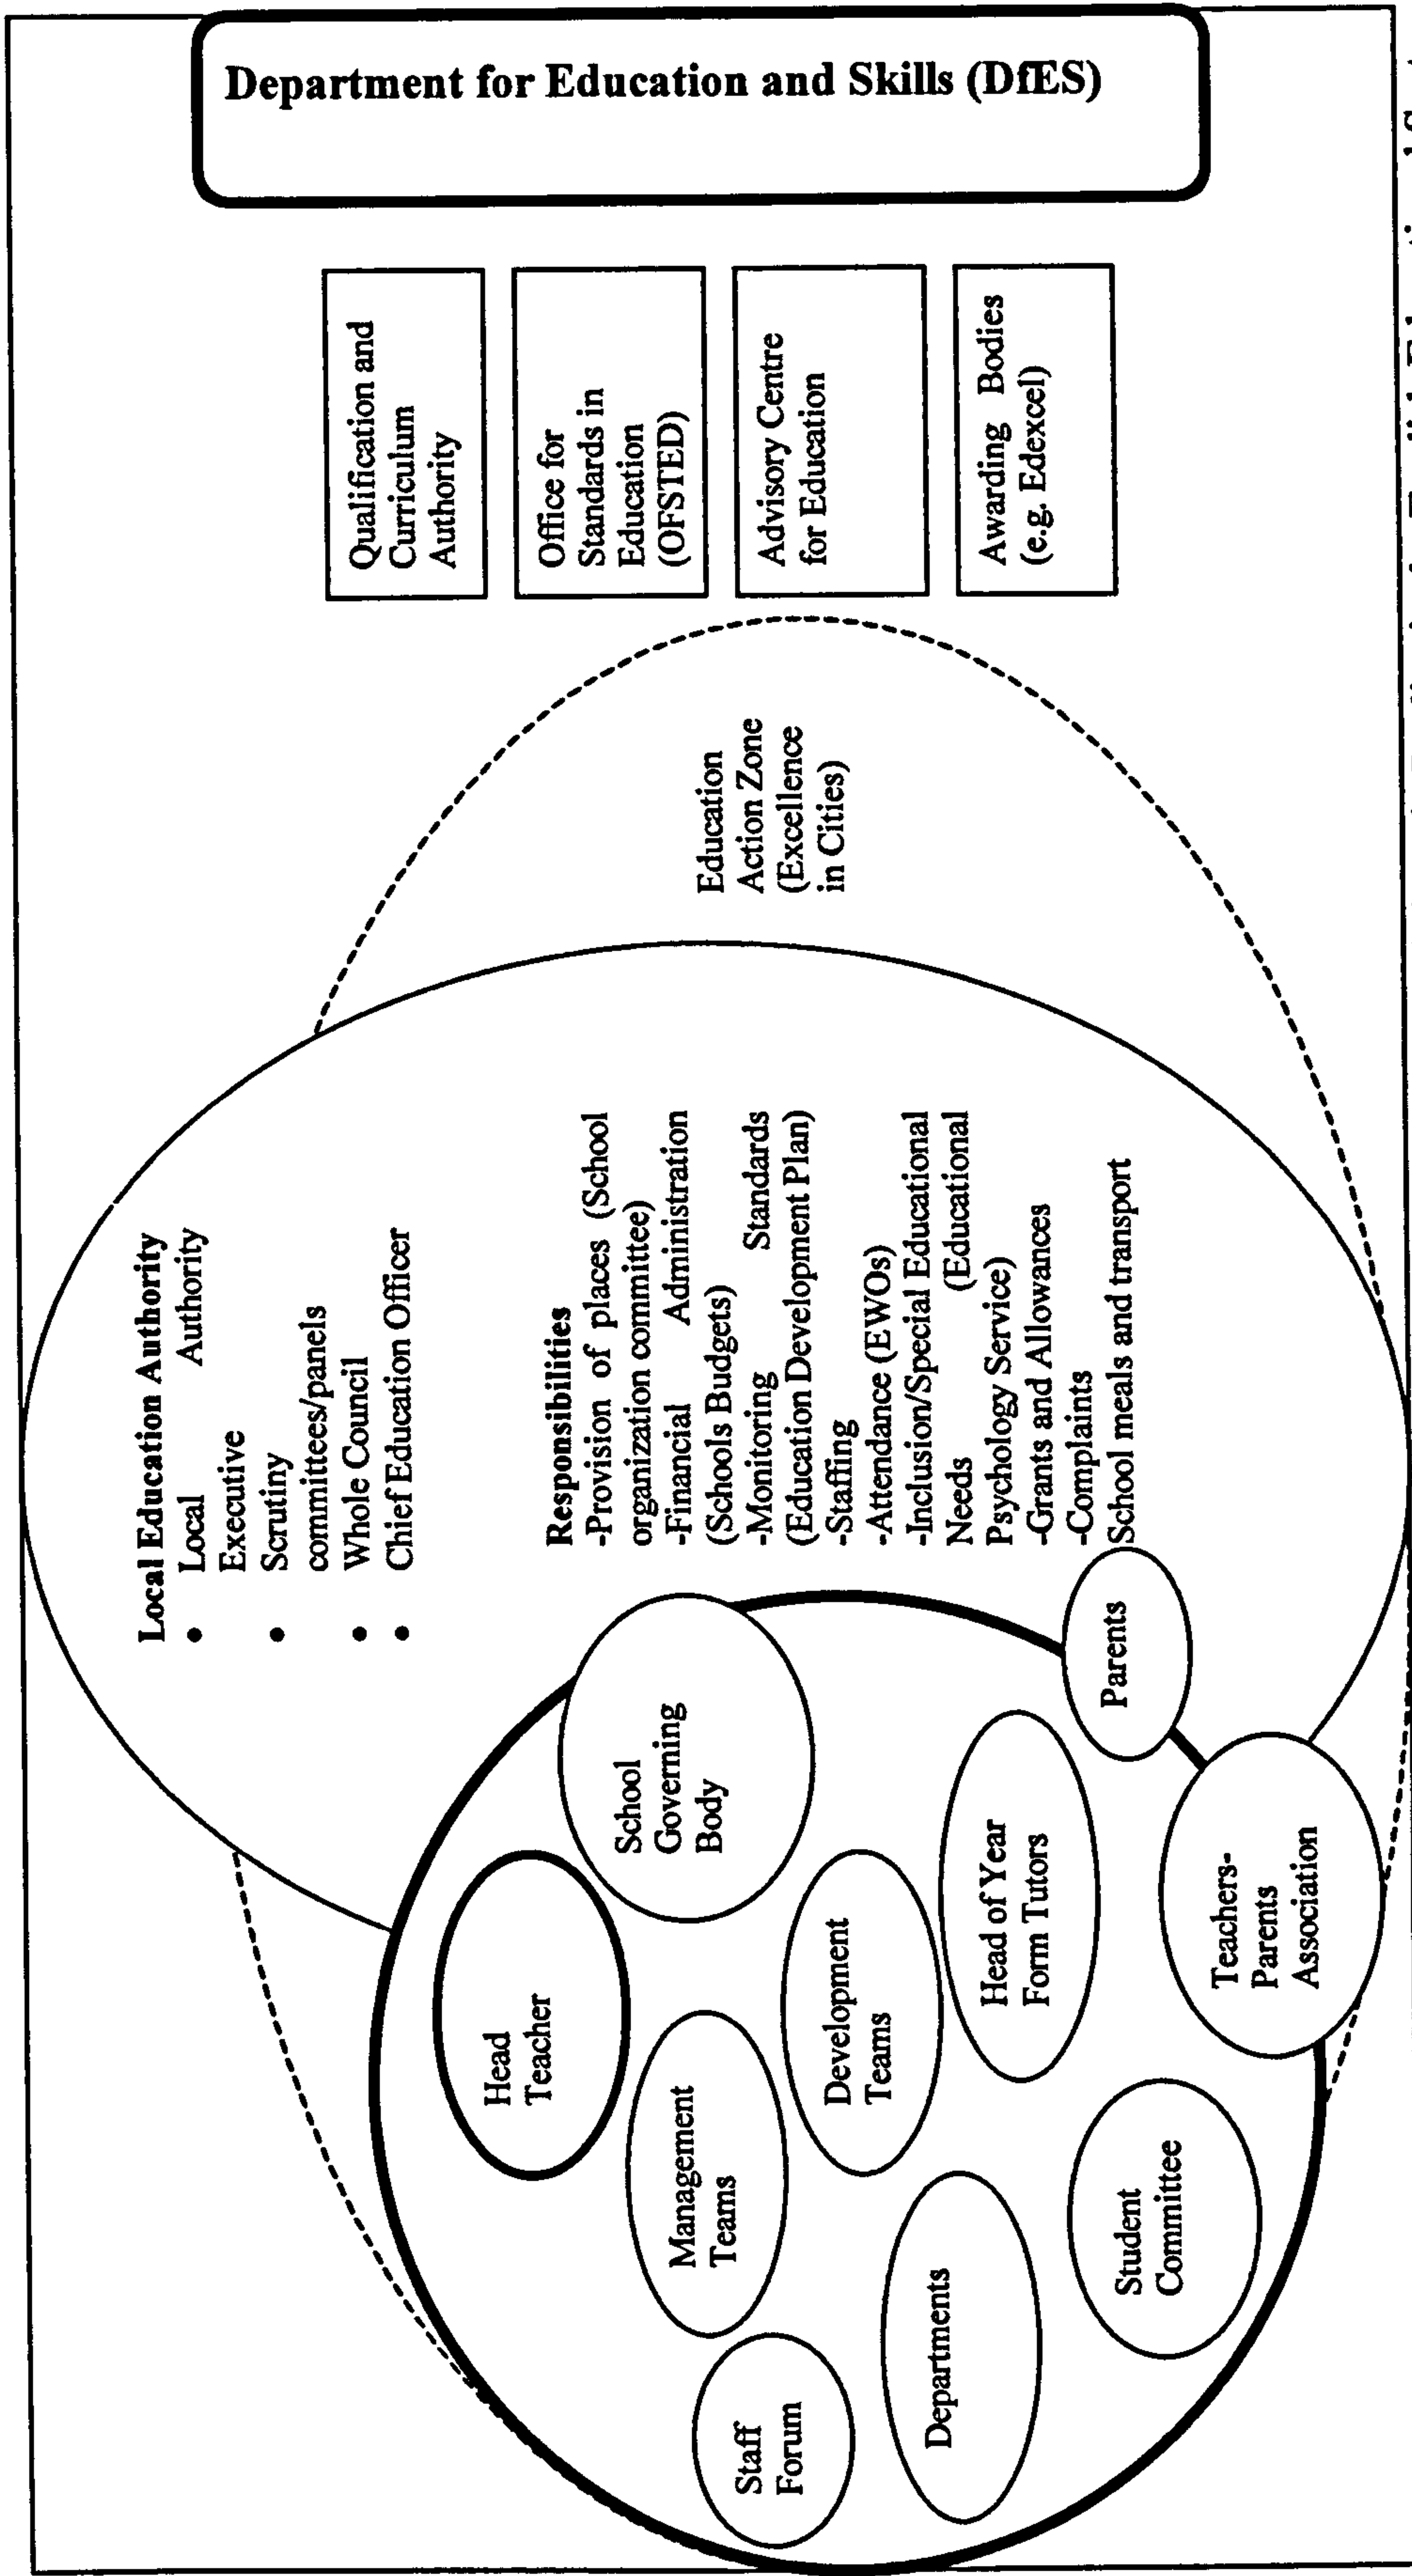 Department for Education and Skills (DfES)
Qualification and
Curriculum
Authority
Office for
Standards in
Education
(OFSTED)
Advisory Centre
for Education
Awarding Bodies
(e.g. Edexcel)
Education
Action Zone
(Excellence
in Cities)
Local Education Authority
• Local Authority
Executive
• Scrutiny
committees/panels
• Whole Council
• Chief Education Officer
Responsibilities
-Provision of places (School
organization committee)
-Financial Administration
(Schools Budgets)
-Monitoring Standards
(Education Development Plan)
-Staffing
-Attendance (EWOs)
-Inclusion/Special Educational
Needs (Educational
Psychology Service)
-Grants and Allowances
-Complaints
School meals and transport
School
Governing
Body
Parents
Head
Teacher
Management
Teams
Development
Teams
Head of Year
Form Tutors
Teachers-
Parents
Association
Staff
Forum
Departments
Student
Committee